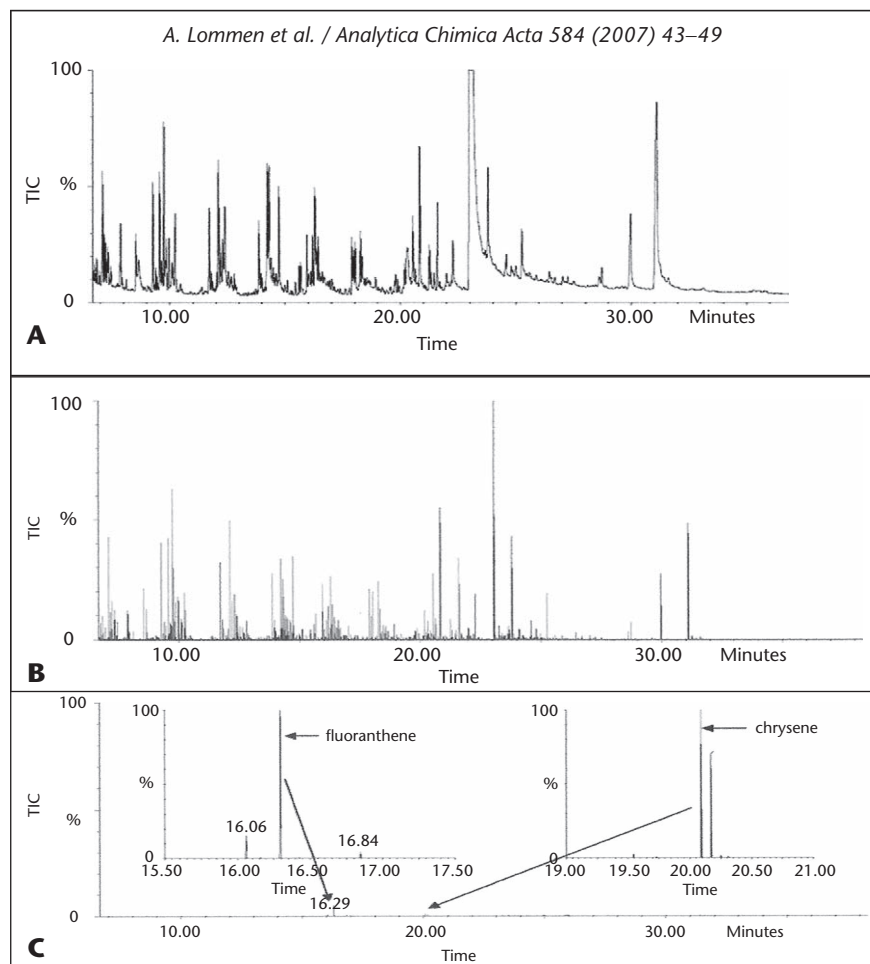 A. Lommen et al. / Analytica Chimica Acta 584 (2007) 43–49
100
TIC
%
0
10.00 20.00 30.00 Minutes
Time
A
100
TIC
%
0
10.00 20.00 30.00 Minutes
Time
B
100
TIC
%
0
100
fluoranthene
%
16.06
16.84
0
15.50 16.00 16.50 17.00 17.50
Time
100
chrysene
%
0
19.00 19.50 20.00 20.50 21.00
Time
16.29
10.00 20.00 30.00 Minutes
Time
C